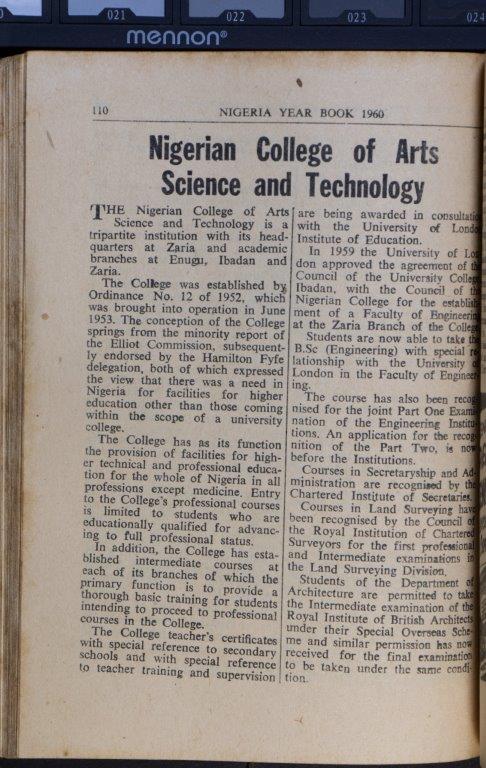 021
022
023
024
mennon®
110
NIGERIA YEAR BOOK 1960
Nigerian College of Arts
Science and Technology
THE Nigerian College of Arts
Science and Technology is a
tripartite institution with its head-
quarters at Zaria and academic
branches at Enugu, Ibadan and
Zaria.
The College was established by
Ordinance No. 12 of 1952, which
was brought into operation in June
1953. The conception of the College
springs from the minority report of
the Elliot Commission, subsequent-
ly endorsed by the Hamilton Fyfe
delegation, both of which expressed
the view that there was a need in
Nigeria for facilities for higher
education other than those coming
within the scope of a university
college.
The College has as its function
the provision of facilities for high-
er technical and professional educa-
tion for the whole of Nigeria in all
professions except medicine. Entry
to the College's professional courses
is limited to students who are
educationally qualified for advanc-
ing to full professional status.
In addition, the College has esta-
blished intermediate courses at
each of its branches of which the
primary function is to provide a
thorough basic training for students
intending to proceed to professional
courses in the College.
The College teacher's certificates
with special reference to secondary
schools and with special reference
to teacher training and supervision
are being awarded in consultatio
with the University of Londo
Institute of Education.
In 1959 the University of Lo
don approved the agreement of th
Council of the University College
Ibadan, with the Council of th
Nigerian College for the establish
ment of a Faculty of Engineerin
at the Zaria Branch of the College
Students are now able to take th
B.Sc (Engineering) with special re
lationship with the University o
London in the Faculty of Engineer-
ing.
The course has also been recog
nised for the joint Part One Exami
nation of the Engineering Institu
tions. An application for the recog
nition of the Part Two, is now
before the Institutions.
Courses in Secretaryship and Ad-
ministration are recognised by the
Chartered Institute of Secretaries.
Courses in Land Surveying have
been recognised by the Council of
the Royal Institution of Chartered
Surveyors for the first professional
and Intermediate examinations in
the Land Surveying Division.
Students of the Department of
Architecture are permitted to take
the Intermediate examination of the
Royal Institute of British Architects
under their Special Overseas Sche-
me and similar permission has now
received for the final examination
to be taken under the same condi-
tion.